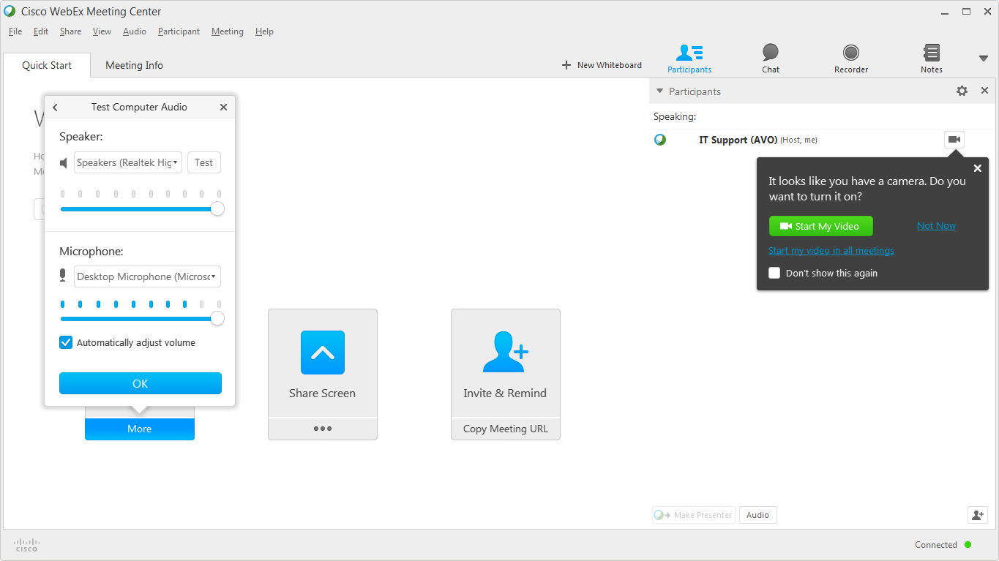 Cisco WebEx Meeting Center
File Edit Share View Audio Participant Meeting Help
Quick Start
Meeting Info
New Whiteboard
Participants
Chat
Recorder
Notes
Test Computer Audio
Speaker:
Speakers (Realtek Hig
Test
Microphone:
Desktop Microphone (Micros
Automatically adjust volume
OK
More
Share Screen
Invite & Remind
Copy Meeting URL
Participants
Speaking:
IT Support (AVO) (Host, me)
It looks like you have a camera. Do you
want to turn it on?
Start My Video
Not Now
Start my video in all meetings
Don't show this again
Make Presenter
Audio
CISCO
Connected